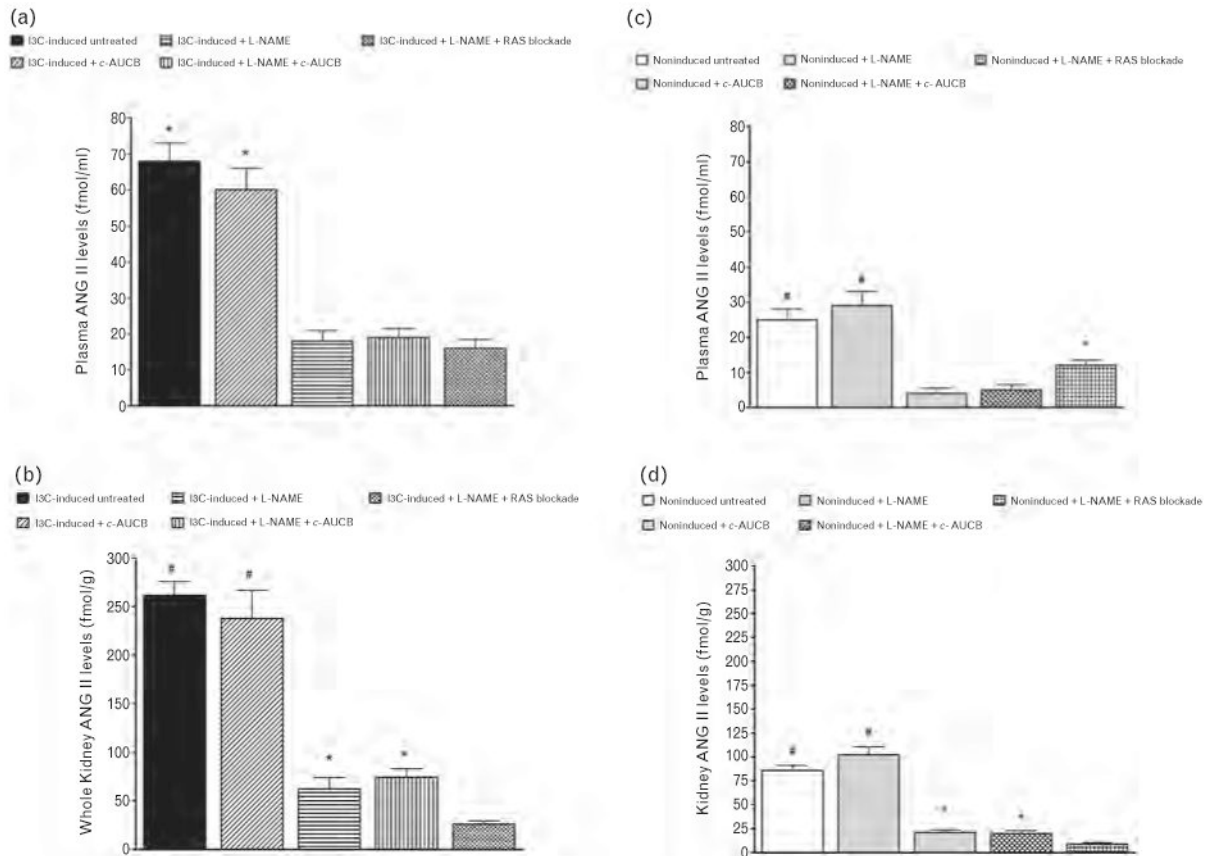 (a)
I3C-induced untreated I3C-induced + L-NAME I3C-induced + L-NAME + RAS blockade
I3C-induced + c-AUCB I3C-induced + L-NAME + c-AUCB
80
70
60
50
40
30
20
10
0
Plasma ANG II levels (fmol/ml)
* *
(b)
I3C-induced untreated I3C-induced + L-NAME I3C-induced + L-NAME + RAS blockade
I3C-induced + c-AUCB I3C-induced + L-NAME + c-AUCB
300
250
200
150
100
50
0
Whole Kidney ANG II levels (fmol/g)
# # * *
(c)
Noninduced untreated Noninduced + L-NAME Noninduced + L-NAME + RAS blockade
Noninduced + c-AUCB Noninduced + L-NAME + c-AUCB
80
70
60
50
40
30
20
10
0
Plasma ANG II levels (fmol/ml)
# # *
(d)
Noninduced untreated Noninduced + L-NAME Noninduced + L-NAME + RAS blockade
Noninduced + c-AUCB Noninduced + L-NAME + c-AUCB
300
275
250
225
200
175
150
125
100
75
50
25
0
Kidney ANG II levels (fmol/g)
# # * *